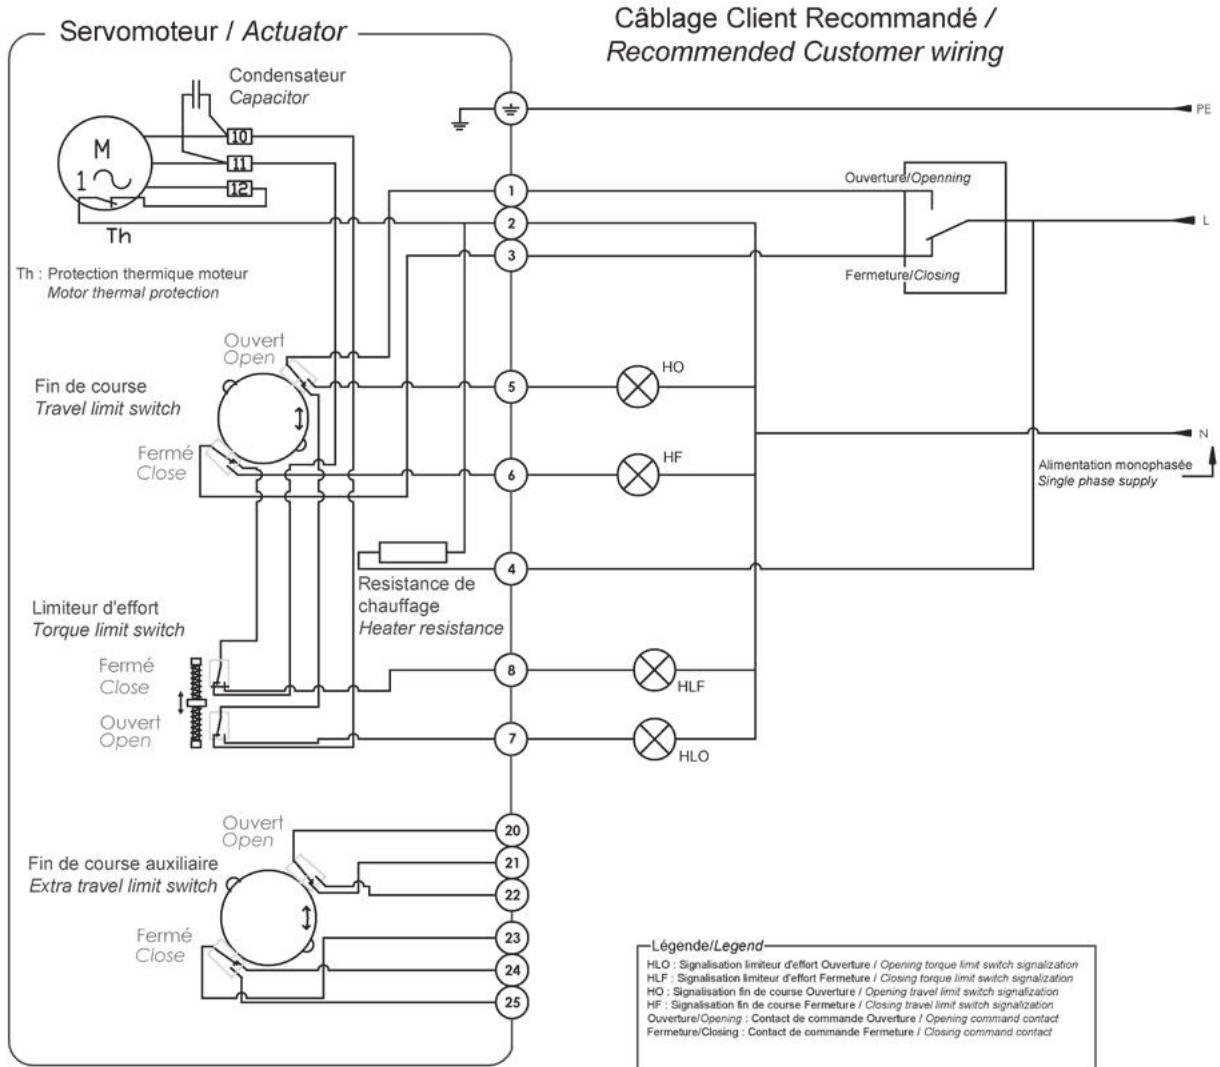 Servomoteur / Actuator
Câblage Client Recommandé /
Recommended Customer wiring
Condensateur
Capacitor
PE
10
M
11
1
12
Th
Ouverture/Openning
1
2
L
3
Fermeture/Closing
Th : Protection thermique moteur
Motor thermal protection
Ouvert
Open
Fin de course
Travel limit switch
5
HO
Fermé
Close
6
HF
N
Alimentation monophasée
Single phase supply
4
Resistance de
chauffage
Heater resistance
Limiteur d'effort
Torque limit switch
Fermé
Close
8
HLF
Ouvert
Open
7
HLO
Ouvert
Open
20
21
22
Fin de course auxiliaire
Extra travel limit switch
Fermé
Close
23
24
25
Légende/Legend
HLO : Signalisation limiteur d'effort Ouverture / Opening torque limit switch signalization
HLF : Signalisation limiteur d'effort Fermeture / Closing torque limit switch signalization
HO : Signalisation fin de course Ouverture / Opening travel limit switch signalization
HF : Signalisation fin de course Fermeture / Closing travel limit switch signalization
Ouverture/Opening : Contact de commande Ouverture / Opening command contact
Fermeture/Closing : Contact de commande Fermeture / Closing command contact